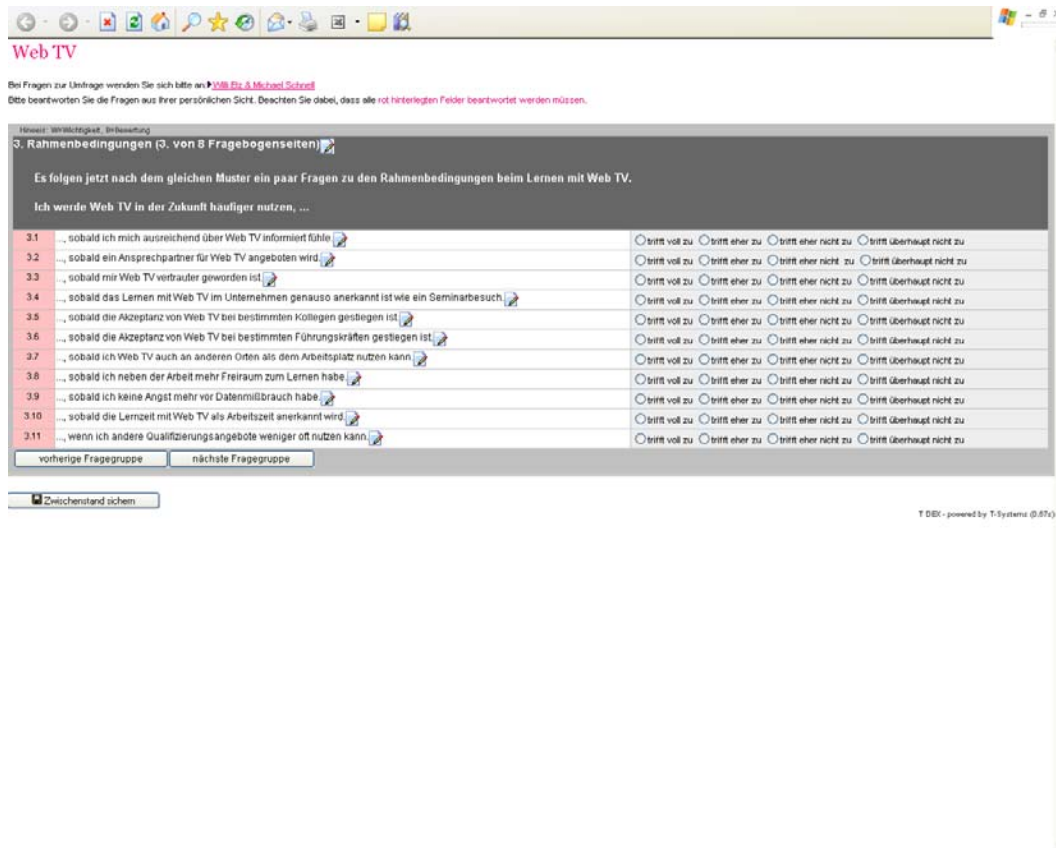 Web TV
Bei Fragen zur Umfrage wenden Sie sich bitte an: Willi Elz & Michael Schnell
Bitte beantworten Sie die Fragen aus Ihrer persönlichen Sicht. Beachten Sie dabei, dass alle rot hinterlegten Felder beantwortet werden müssen.
Hinweis: W=Wichtigkeit, B=Bewertung
3. Rahmenbedingungen (3. von 8 Fragebogenseiten)
Es folgen jetzt nach dem gleichen Muster ein paar Fragen zu den Rahmenbedingungen beim Lernen mit Web TV.
Ich werde Web TV in der Zukunft häufiger nutzen, ...
3.1 ..., sobald ich mich ausreichend über Web TV informiert fühle. trifft voll zu trifft eher zu trifft eher nicht zu trifft überhaupt nicht zu
3.2 ..., sobald ein Ansprechpartner für Web TV angeboten wird. trifft voll zu trifft eher zu trifft eher nicht zu trifft überhaupt nicht zu
3.3 ..., sobald mir Web TV vertrauter geworden ist. trifft voll zu trifft eher zu trifft eher nicht zu trifft überhaupt nicht zu
3.4 ..., sobald das Lernen mit Web TV im Unternehmen genauso anerkannt ist wie ein Seminarbesuch. trifft voll zu trifft eher zu trifft eher nicht zu trifft überhaupt nicht zu
3.5 ..., sobald die Akzeptanz von Web TV bei bestimmten Kollegen gestiegen ist. trifft voll zu trifft eher zu trifft eher nicht zu trifft überhaupt nicht zu
3.6 ..., sobald die Akzeptanz von Web TV bei bestimmten Führungskräften gestiegen ist. trifft voll zu trifft eher zu trifft eher nicht zu trifft überhaupt nicht zu
3.7 ..., sobald ich Web TV auch an anderen Orten als dem Arbeitsplatz nutzen kann. trifft voll zu trifft eher zu trifft eher nicht zu trifft überhaupt nicht zu
3.8 ..., sobald ich neben der Arbeit mehr Freiraum zum Lernen habe. trifft voll zu trifft eher zu trifft eher nicht zu trifft überhaupt nicht zu
3.9 ..., sobald ich keine Angst mehr vor Datenmißbrauch habe. trifft voll zu trifft eher zu trifft eher nicht zu trifft überhaupt nicht zu
3.10 ..., sobald die Lernzeit mit Web TV als Arbeitszeit anerkannt wird. trifft voll zu trifft eher zu trifft eher nicht zu trifft überhaupt nicht zu
3.11 ..., wenn ich andere Qualifizierungsangebote weniger oft nutzen kann. trifft voll zu trifft eher zu trifft eher nicht zu trifft überhaupt nicht zu
vorherige Fragegruppe nächste Fragegruppe
Zwischenstand sichern
T DEX - powered by T-Systems (0.67s)